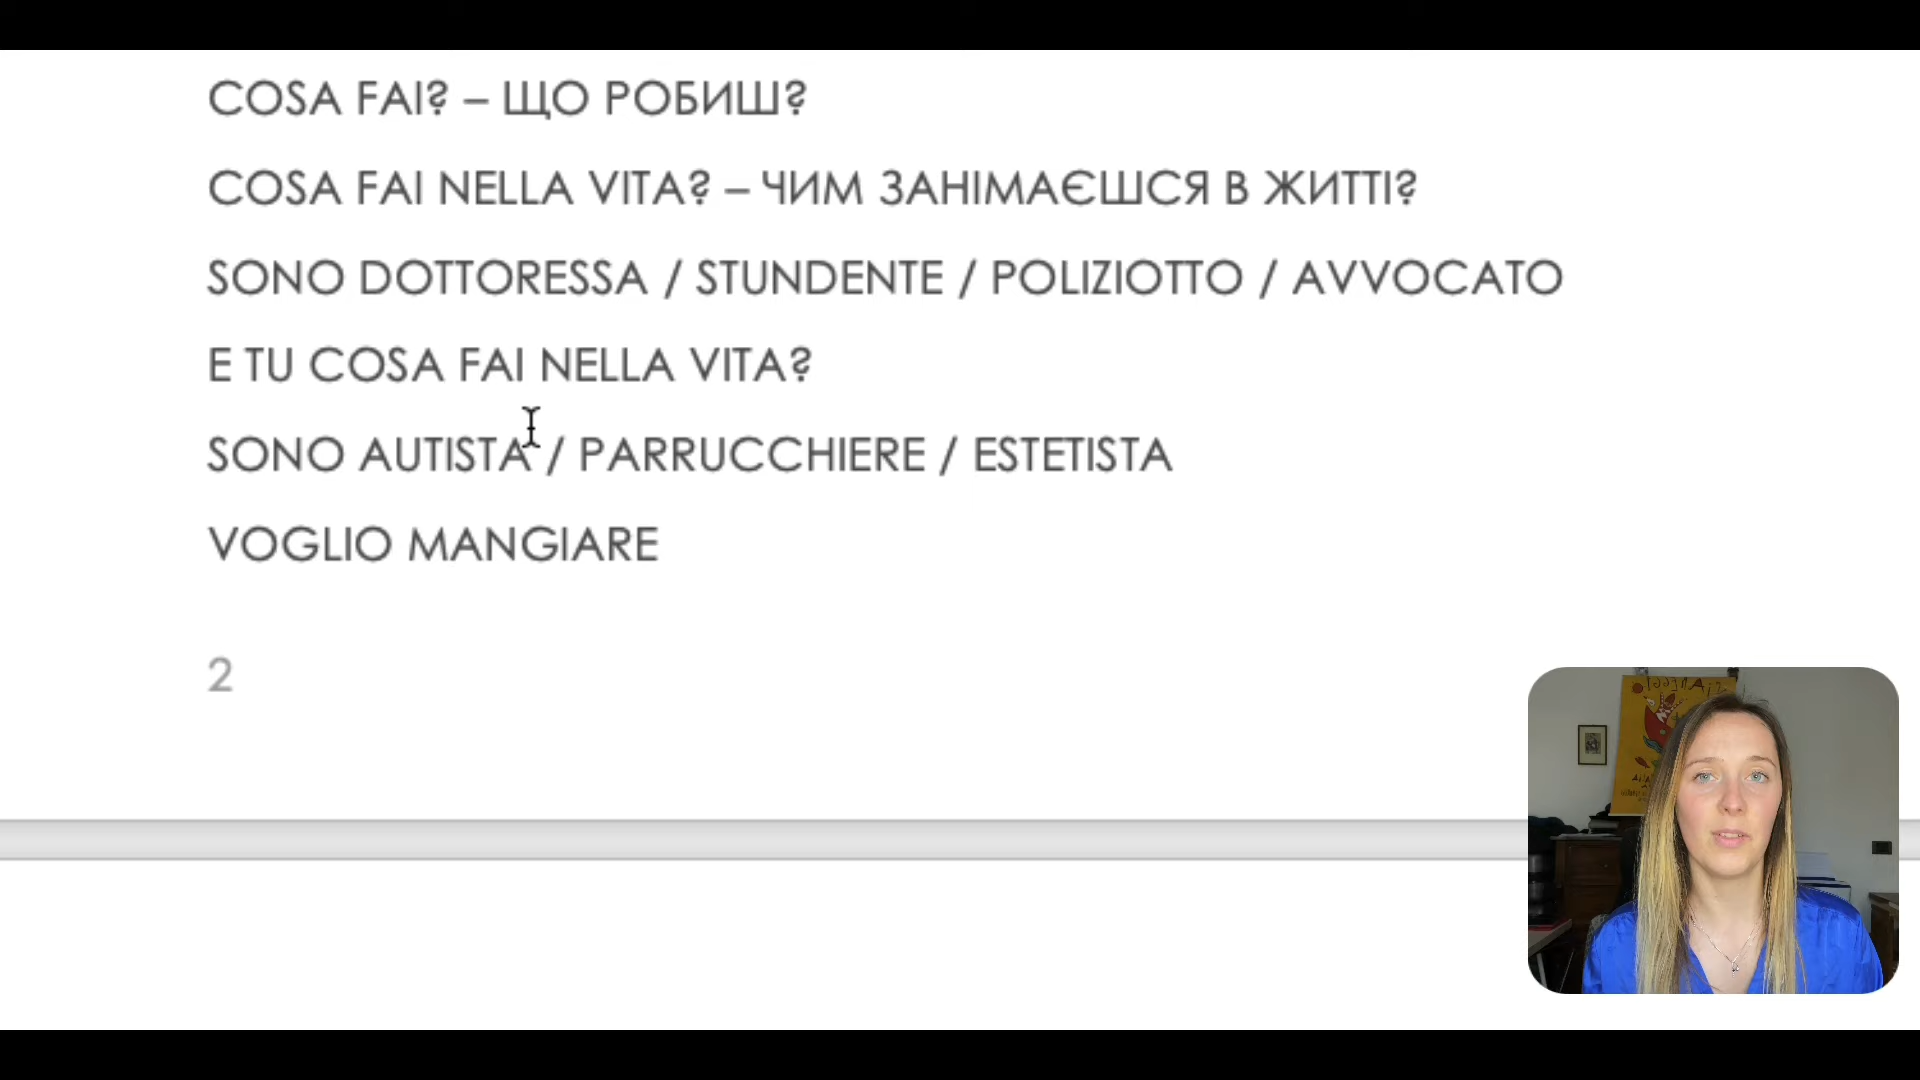 COSA FAI? – ЩО РОБИШ?
COSA FAI NELLA VITA? – ЧИМ ЗАНІМАЄШСЯ В ЖИТТІ?
SONO DOTTORESSA / STUNDENTE / POLIZIOTTO / AVVOCATO
E TU COSA FAI NELLA VITA?
SONO AUTISTA / PARRUCCHIERE / ESTETISTA
VOGLIO MANGIARE
2